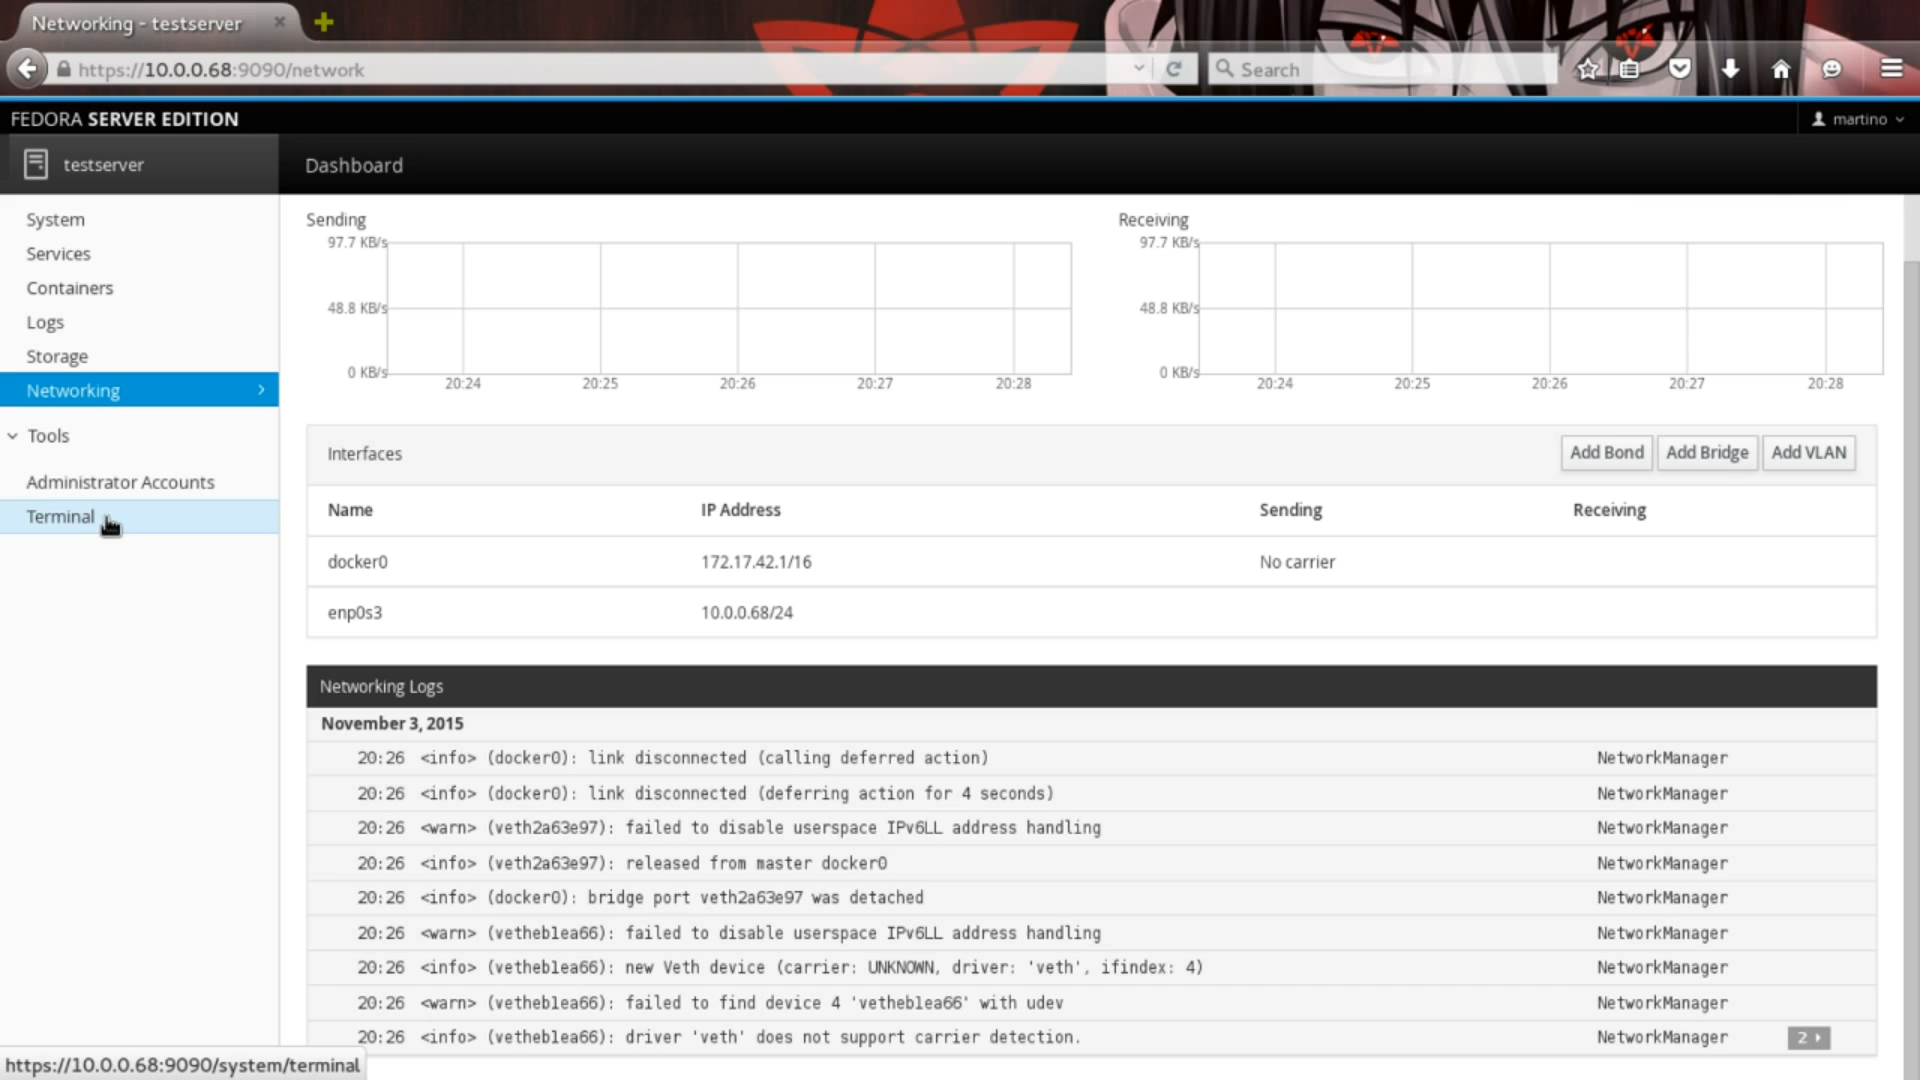 Networking - testserver
https://10.0.0.68:9090/network
Search
FEDORA SERVER EDITION
martino
testserver
Dashboard
System
Services
Containers
Logs
Storage
Networking
Tools
Administrator Accounts
Terminal
Sending
97.7 KB/s
48.8 KB/s
0 KB/s
20:24 20:25 20:26 20:27 20:28
Receiving
97.7 KB/s
48.8 KB/s
0 KB/s
20:24 20:25 20:26 20:27 20:28
Interfaces
Add Bond Add Bridge Add VLAN
Name IP Address Sending Receiving
docker0 172.17.42.1/16 No carrier
enp0s3 10.0.0.68/24
Networking Logs
November 3, 2015
20:26 <info> (docker0): link disconnected (calling deferred action) NetworkManager
20:26 <info> (docker0): link disconnected (deferring action for 4 seconds) NetworkManager
20:26 <warn> (veth2a63e97): failed to disable userspace IPv6LL address handling NetworkManager
20:26 <info> (veth2a63e97): released from master docker0 NetworkManager
20:26 <info> (docker0): bridge port veth2a63e97 was detached NetworkManager
20:26 <warn> (vetheb1ea66): failed to disable userspace IPv6LL address handling NetworkManager
20:26 <info> (vetheb1ea66): new Veth device (carrier: UNKNOWN, driver: 'veth', ifindex: 4) NetworkManager
20:26 <warn> (vetheb1ea66): failed to find device 4 'vetheb1ea66' with udev NetworkManager
20:26 <info> (vetheb1ea66): driver 'veth' does not support carrier detection. NetworkManager 2
https://10.0.0.68:9090/system/terminal